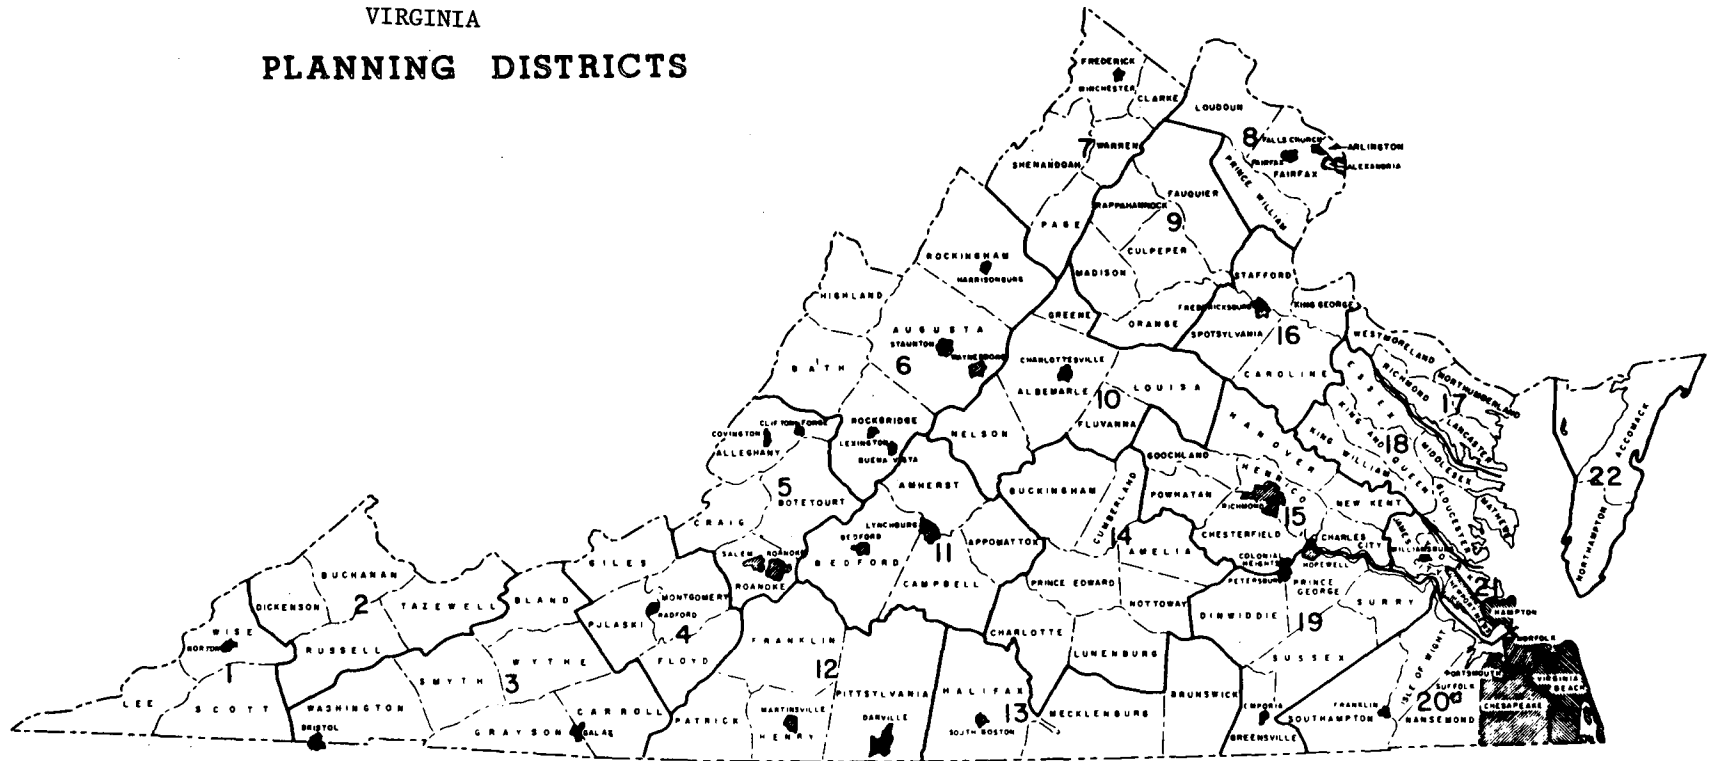 VIRGINIA
PLANNING DISTRICTS
FREDERICK
WINCHESTER
CLARKE
LOUDOUN
8
FALLS CHURCH
ARLINGTON
ALEXANDRIA
FAIRFAX
FAIRFAX
PRINCE WILLIAM
7
WARREN
SHENANDOAH
PAGE
FAUQUIER
RAPPAHANNOCK
9
CULPEPER
MADISON
ORANGE
ROCKINGHAM
HARRISONBURG
HIGHLAND
AUGUSTA
STAUNTON
WAYNESBORO
6
BATH
ROCKBRIDGE
LEXINGTON
BUENA VISTA
GREENE
CHARLOTTESVILLE
ALBEMARLE
10
LOUISA
FLUVANNA
NELSON
STAFFORD
FREDERICKSBURG
KING GEORGE
SPOTSYLVANIA
16
CAROLINE
WESTMORELAND
RICHMOND
NORTHUMBERLAND
17
LANCASTER
ESSEX
KING AND QUEEN
KING WILLIAM
18
MIDDLESEX
GLOUCESTER
MATHEWS
ACCOMACK
22
NORTHAMPTON
CLIFTON FORGE
COVINGTON
ALLEGHANY
5
BOTETOURT
CRAIG
SALEM
ROANOKE
ROANOKE
AMHERST
LYNCHBURG
BEDFORD
BEDFORD
11
APPOMATTOX
CAMPBELL
BUCKINGHAM
CUMBERLAND
14
AMELIA
PRINCE EDWARD
NOTTOWAY
CHARLOTTE
LUNENBURG
GOOCHLAND
HANOVER
HENRICO
POWHATAN
RICHMOND
15
NEW KENT
CHESTERFIELD
CHARLES CITY
COLONIAL HEIGHTS
HOPEWELL
PETERSBURG
PRINCE GEORGE
DINWIDDIE
19
SURRY
SUSSEX
EMPORIA
GREENSVILLE
JAMES
WILLIAMSBURG
21
HAMPTON
NORFOLK
PORTSMOUTH
VIRGINIA BEACH
CHESAPEAKE
SUFFOLK
20
NANSEMOND
ISLE OF WIGHT
FRANKLIN
SOUTHAMPTON
GILES
MONTGOMERY
RADFORD
PULASKI
4
FLOYD
BUCHANAN
DICKENSON
2
TAZEWELL
RUSSELL
BLAND
WISE
NORTON
1
LEE
SCOTT
WASHINGTON
BRISTOL
SMYTH
3
WYTHE
GRAYSON
GALAX
CARROLL
FRANKLIN
12
PATRICK
MARTINSVILLE
HENRY
PITTSYLVANIA
DANVILLE
HALIFAX
13
SOUTH BOSTON
MECKLENBURG
BRUNSWICK